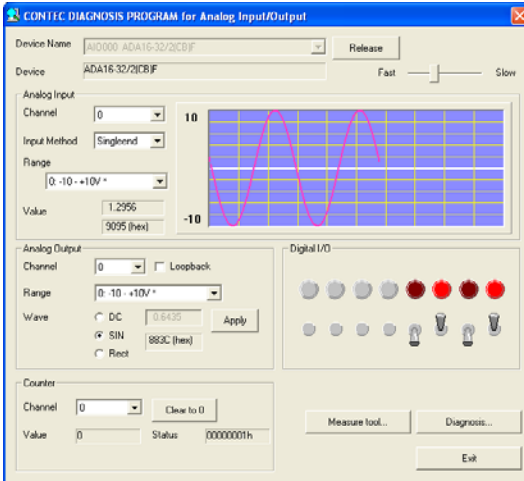 CONTEC DIAGNOSIS PROGRAM for Analog Input/Output
Device Name AIO000 ADA16-32/2(CB)F Release
Device ADA16-32/2(CB)F Fast Slow
Analog Input
Channel 0
10
Input Method Singleend
Range
0: -10 - +10V *
Value 1.2956
-10
9095 (hex)
Analog Output
Digital I/O
Channel 0 Loopback
Range 0: -10 - +10V *
Wave DC 0.6435 Apply
SIN 883C (hex)
Rect
Counter
Channel 0 Clear to 0
Value 0 Status 00000001h
Measure tool... Diagnosis...
Exit